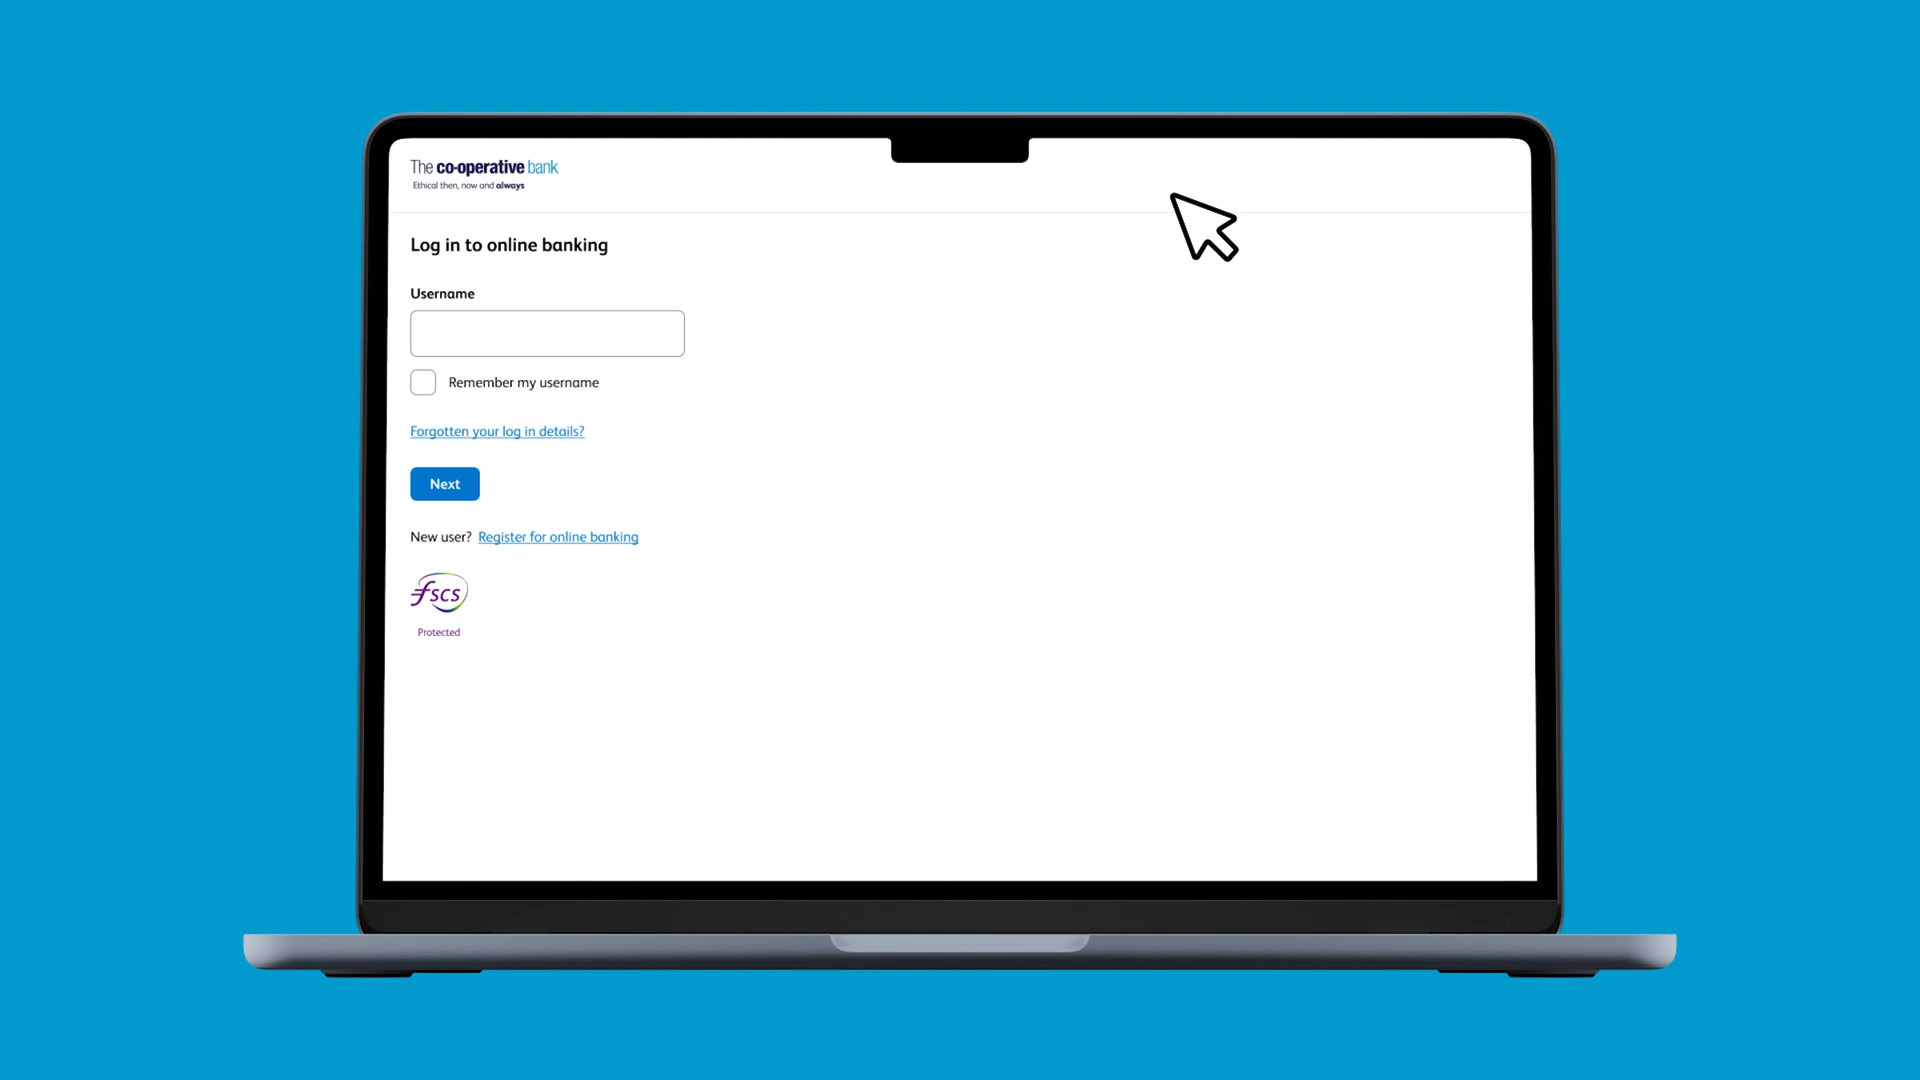 The co-operative bank
Ethical then, now and always
Log in to online banking
Username
Remember my username
Forgotten your log in details?
Next
New user? Register for online banking
fscs
Protected